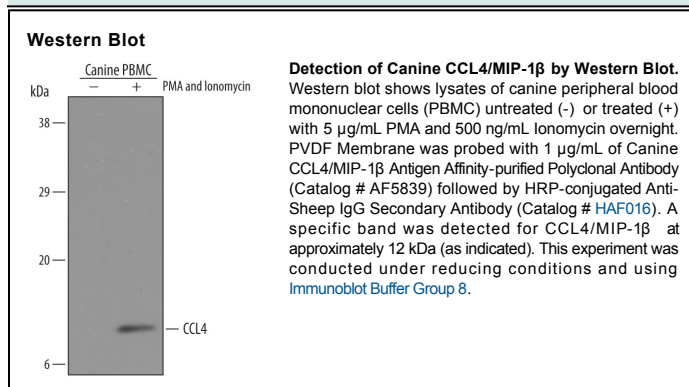 Western Blot
Canine PBMC
kDa
− + PMA and Ionomycin
38
29
20
CCL4
6
Detection of Canine CCL4/MIP-1β by Western Blot.
Western blot shows lysates of canine peripheral blood
mononuclear cells (PBMC) untreated (-) or treated (+)
with 5 µg/mL PMA and 500 ng/mL Ionomycin overnight.
PVDF Membrane was probed with 1 µg/mL of Canine
CCL4/MIP-1β Antigen Affinity-purified Polyclonal Antibody
(Catalog # AF5839) followed by HRP-conjugated Anti-
Sheep IgG Secondary Antibody (Catalog # HAF016). A
specific band was detected for CCL4/MIP-1β at
approximately 12 kDa (as indicated). This experiment was
conducted under reducing conditions and using
Immunoblot Buffer Group 8.